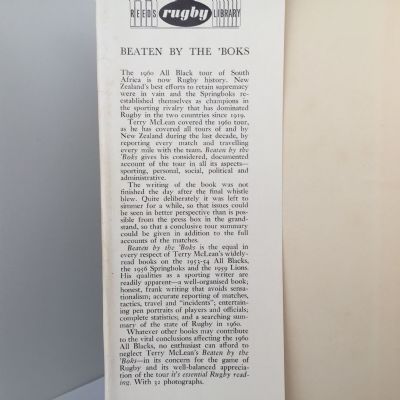 REEDS rugby LIBRARY
BEATEN BY THE 'BOKS
The 1960 All Black tour of South
Africa is now Rugby history. New
Zealand's best efforts to retain supremacy
were in vain and the Springboks re-
established themselves as champions in
the sporting rivalry that has dominated
Rugby in the two countries since 1919.
Terry McLean covered the 1960 tour,
as he has covered all tours of and by
New Zealand during the last decade, by
reporting every match and travelling
every mile with the team. Beaten by the
'Boks gives his considered, documented
account of the tour in all its aspects—
sporting, personal, social, political and
administrative.
The writing of the book was not
finished the day after the final whistle
blew. Quite deliberately it was left to
simmer for a while, so that issues could
be seen in better perspective than is pos-
sible from the press box in the grand-
stand, so that a conclusive tour summary
could be given in addition to the full
accounts of the matches.
Beaten by the 'Boks is the equal in
every respect of Terry McLean's widely-
read books on the 1953-54 All Blacks,
the 1956 Springboks and the 1959 Lions.
His qualities as a sporting writer are
readily apparent—a well-organised book,
honest, frank writing that avoids sensa-
tionalism; accurate reporting of matches,
tactics, travel and "incidents"; entertain-
ing pen portraits of players and officials;
complete statistics; and a searching sum-
mary of the state of Rugby in 1960.
Whatever other books may contribute
to the vital conclusions affecting the 1960
All Blacks, no enthusiast can afford to
neglect Terry McLean's Beaten by the
'Boks—in its concern for the game of
Rugby and its well-balanced apprecia-
tion of the tour it's essential Rugby read-
ing. With 32 photographs.